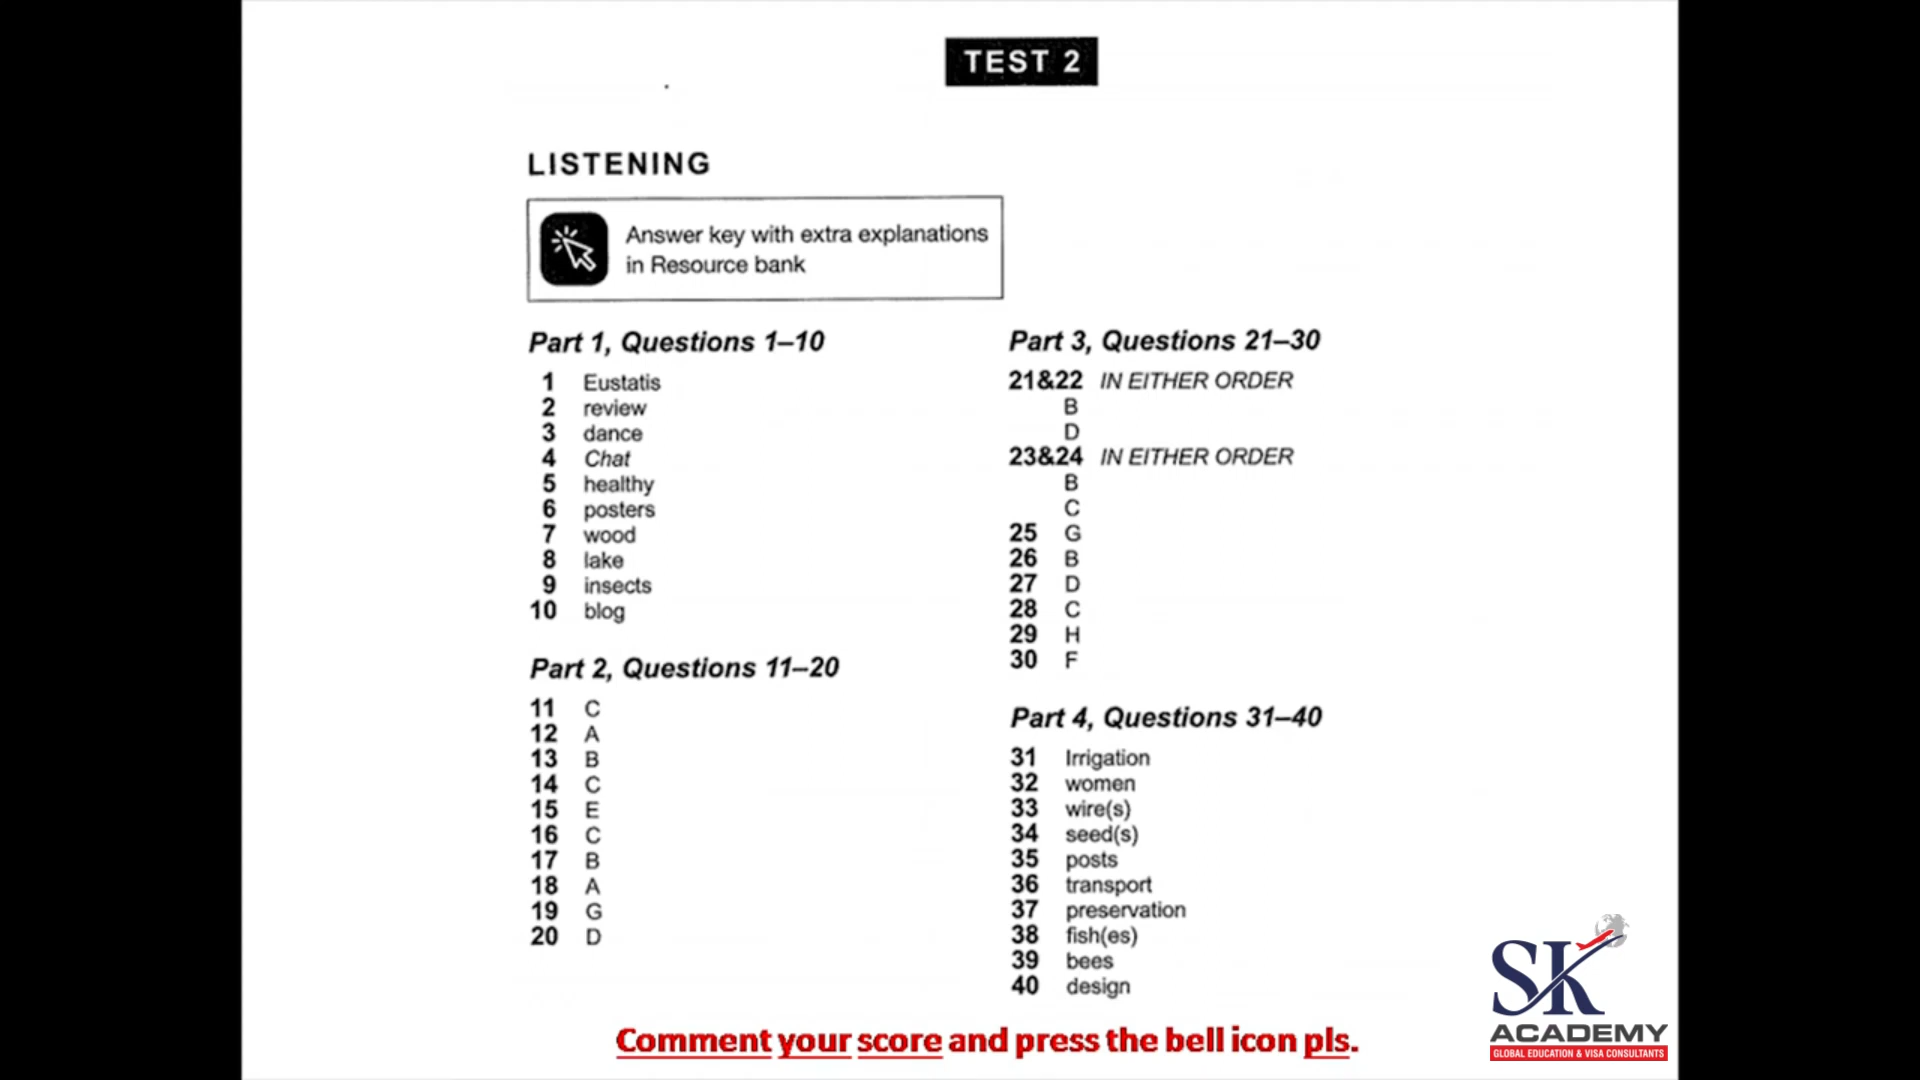 TEST 2
LISTENING
Answer key with extra explanations
in Resource bank
Part 1, Questions 1–10
1 Eustatis
2 review
3 dance
4 Chat
5 healthy
6 posters
7 wood
8 lake
9 insects
10 blog
Part 2, Questions 11–20
11 C
12 A
13 B
14 C
15 E
16 C
17 B
18 A
19 G
20 D
Part 3, Questions 21–30
21&22 IN EITHER ORDER
B
D
23&24 IN EITHER ORDER
B
C
25 G
26 B
27 D
28 C
29 H
30 F
Part 4, Questions 31–40
31 Irrigation
32 women
33 wire(s)
34 seed(s)
35 posts
36 transport
37 preservation
38 fish(es)
39 bees
40 design
Comment your score and press the bell icon pls.
SK
ACADEMY
GLOBAL EDUCATION & VISA CONSULTANTS